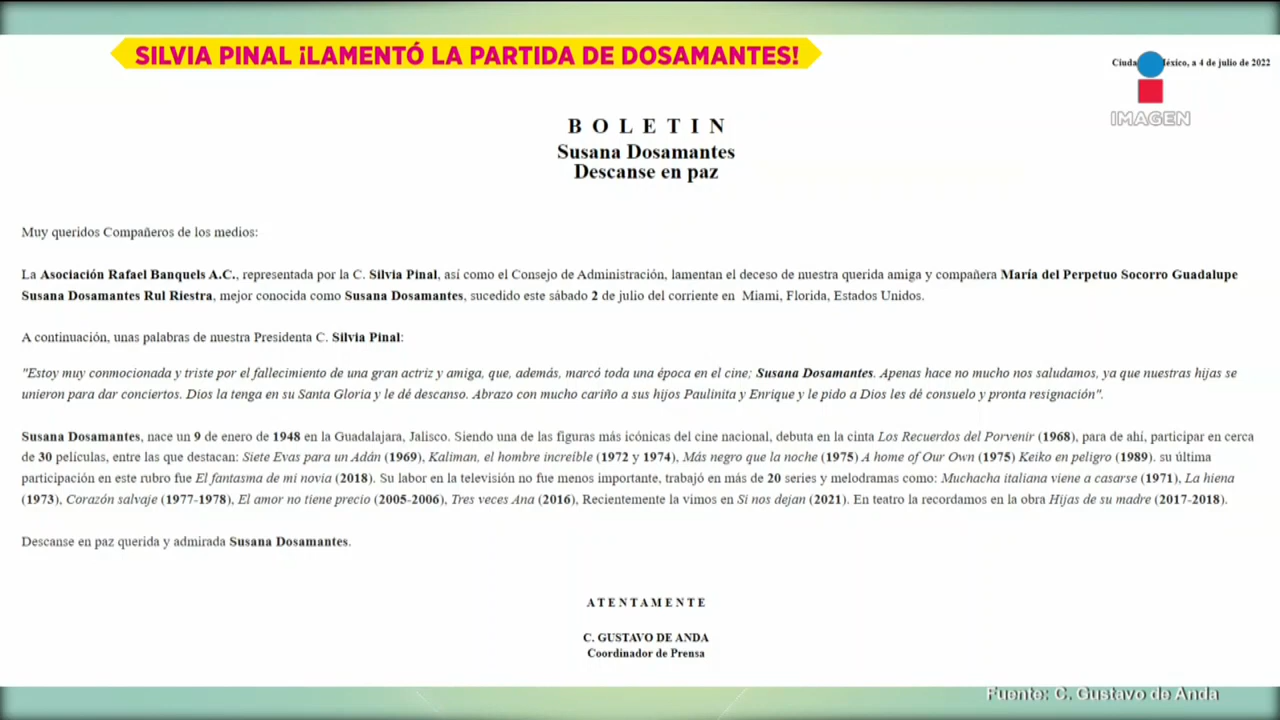 SILVIA PINAL ¡LAMENTÓ LA PARTIDA DE DOSAMANTES!
México, a 4 de julio de 2022
IMAGEN
BOLETIN
Susana Dosamantes
Descanse en paz
Muy queridos Compañeros de los medios:
La Asociación Rafael Banquels A.C., representada por la C. Silvia Pinal, así como el Consejo de Administración, lamentan el deceso de nuestra querida amiga y compañera María del Perpetuo Socorro Guadalupe
Susana Dosamantes Rul Riestra, mejor conocida como Susana Dosamantes, sucedido este sábado 2 de julio del corriente en Miami, Florida, Estados Unidos.
A continuación, unas palabras de nuestra Presidenta C. Silvia Pinal:
"Estoy muy conmocionada y triste por el fallecimiento de una gran actriz y amiga, que, además, marcó toda una época en el cine; Susana Dosamantes. Apenas hace no mucho nos saludamos, ya que nuestras hijas se
unieron para dar conciertos. Dios la tenga en su Santa Gloria y le dé descanso. Abrazo con mucho cariño a sus hijos Paulinita y Enrique y le pido a Dios les dé consuelo y pronta resignación".
Susana Dosamantes, nace un 9 de enero de 1948 en la Guadalajara, Jalisco. Siendo una de las figuras más icónicas del cine nacional, debuta en la cinta Los Recuerdos del Porvenir (1968), para de ahí, participar en cerca
de 30 películas, entre las que destacan: Siete Evas para un Adán (1969), Kaliman, el hombre increíble (1972 y 1974), Más negro que la noche (1975) A home of Our Own (1975) Keiko en peligro (1989). su última
participación en este rubro fue El fantasma de mi novia (2018). Su labor en la televisión no fue menos importante, trabajó en más de 20 series y melodramas como: Muchacha italiana viene a casarse (1971), La hiena
(1973), Corazón salvaje (1977-1978), El amor no tiene precio (2005-2006), Tres veces Ana (2016), Recientemente la vimos en Si nos dejan (2021). En teatro la recordamos en la obra Hijas de su madre (2017-2018).
Descanse en paz querida y admirada Susana Dosamantes.
ATENTAMENTE
C. GUSTAVO DE ANDA
Coordinador de Prensa
Fuente: C. Gustavo de Anda